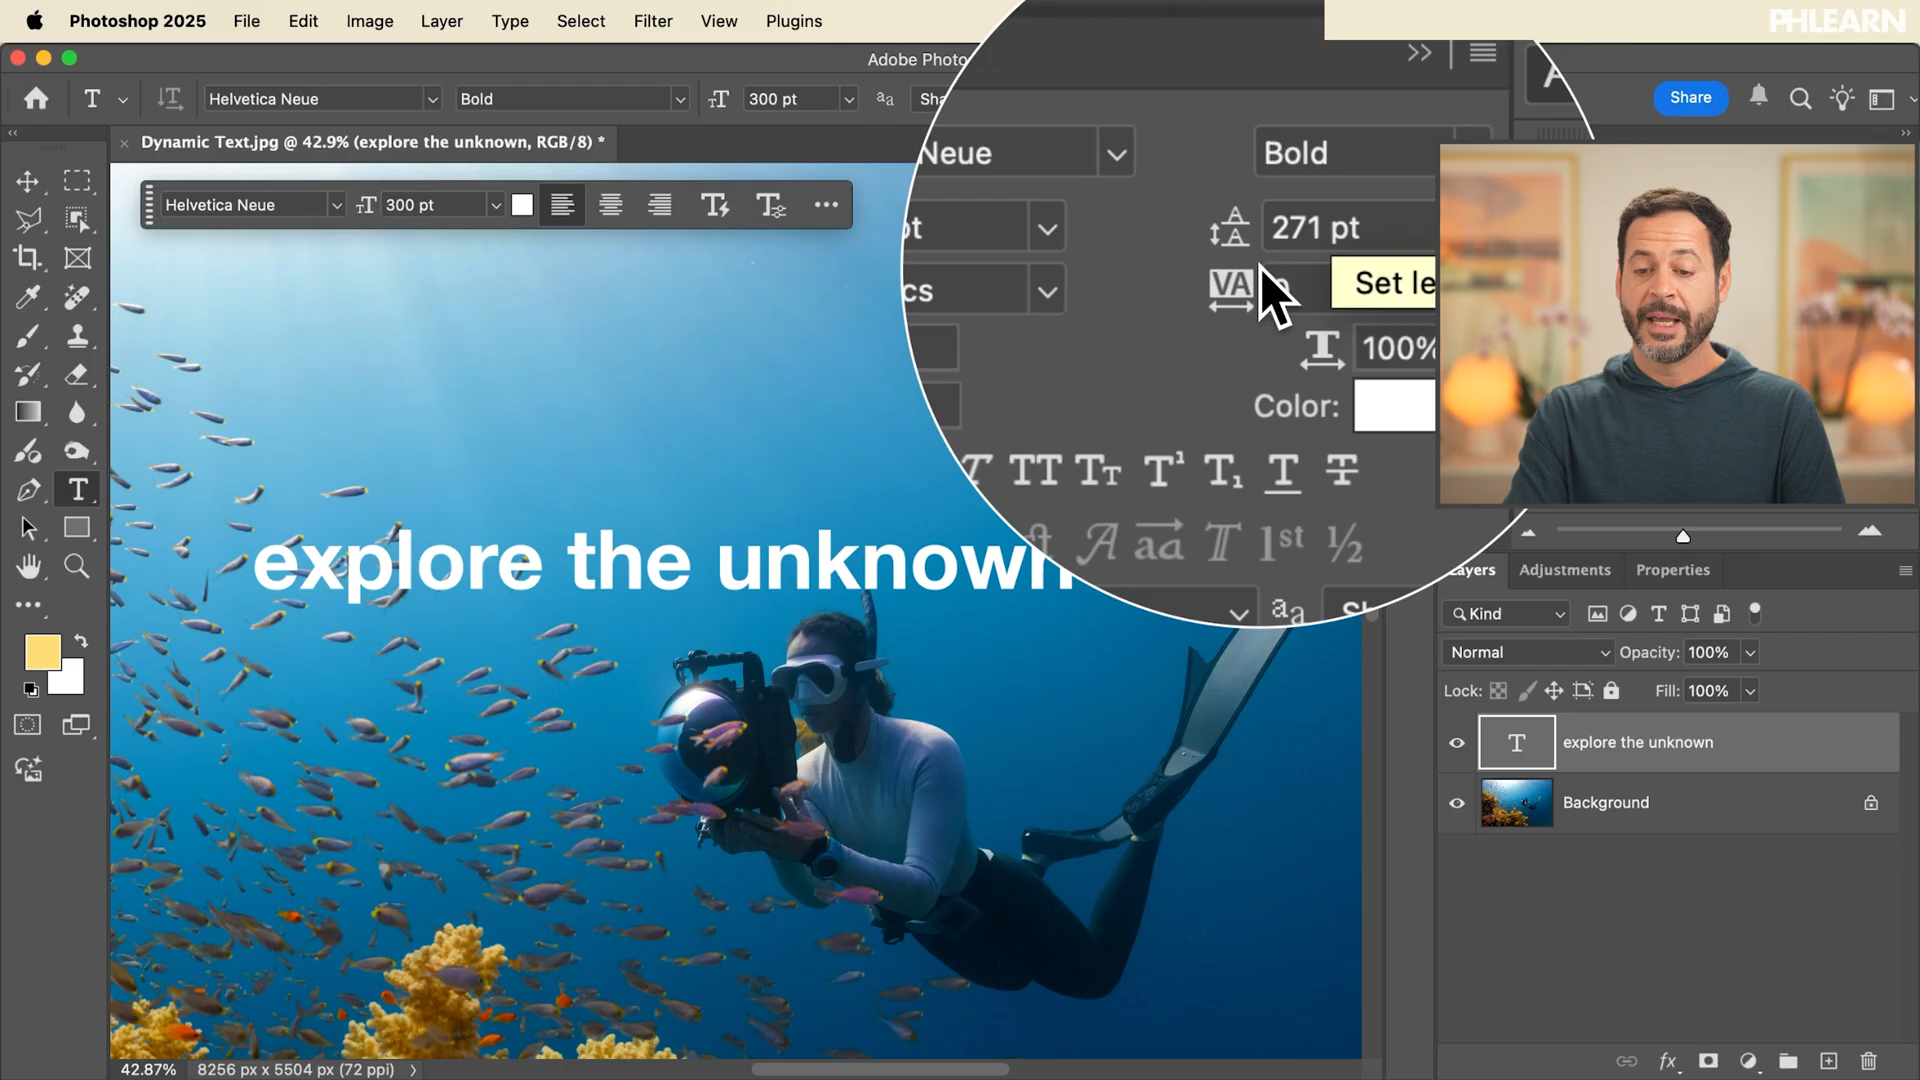 Photoshop 2025 File Edit Image Layer Type Select Filter View Plugins
PHLEARN
Adobe Photo
Helvetica Neue Bold 300 pt Sha
Share
Dynamic Text.jpg @ 42.9% (explore the unknown, RGB/8) *
Helvetica Neue 300 pt
Neue Bold
pt 271 pt
cs Set le
100%
Color:
explore the unknown
Layers Adjustments Properties
Kind
Normal Opacity: 100%
Lock: Fill: 100%
explore the unknown
Background
42.87% 8256 px x 5504 px (72 ppi)